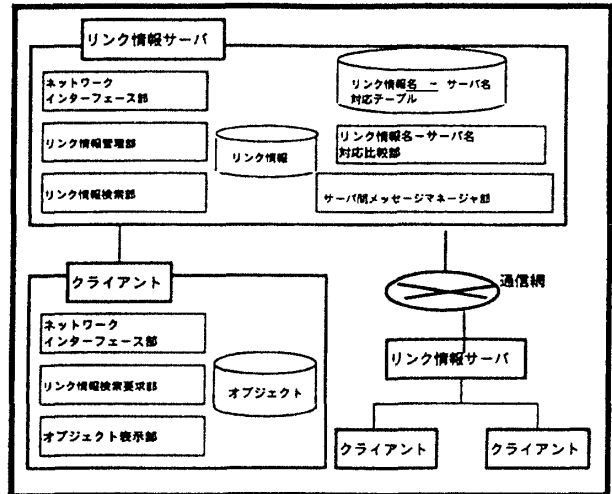 リンク情報サーバ
ネットワーク
インターフェース部
リンク情報管理部
リンク情報検索部
リンク情報
リンク情報名 － サーバ名
対応テーブル
リンク情報名－サーバ名
対応比較部
サーバ間メッセージマネージャ部
クライアント
ネットワーク
インターフェース部
リンク情報検索要求部
オブジェクト表示部
オブジェクト
通信網
リンク情報サーバ
クライアント
クライアント